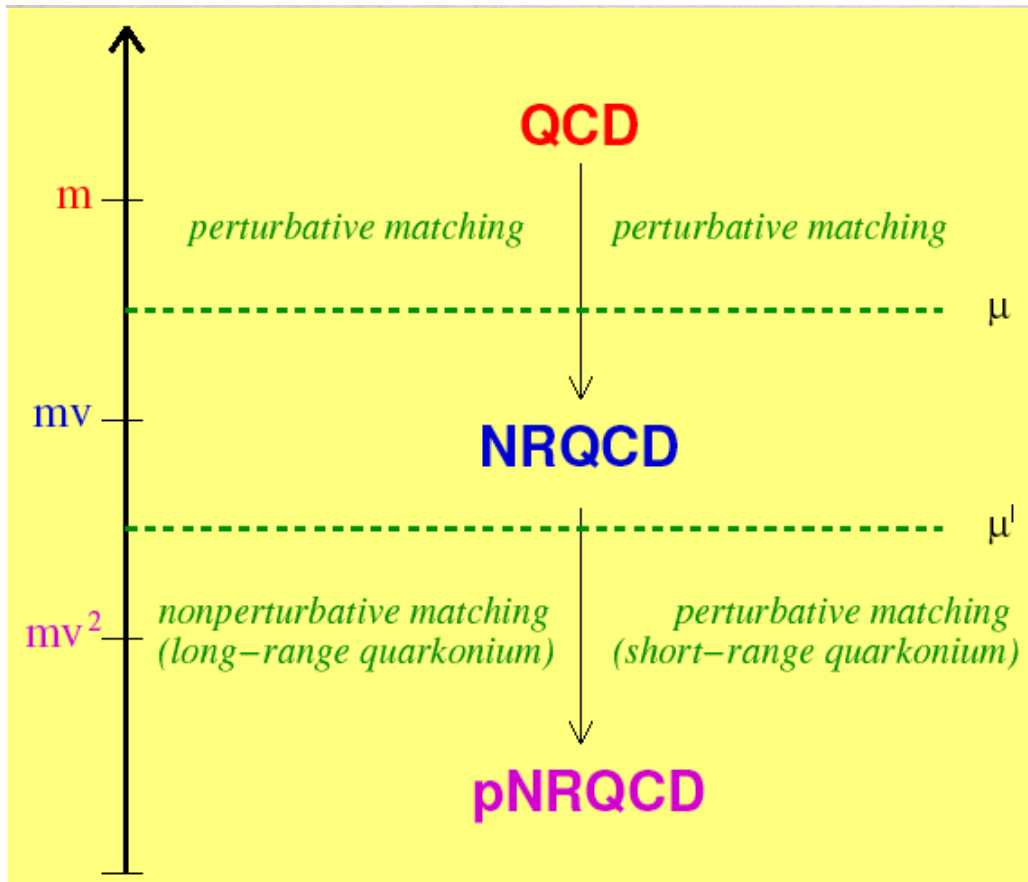 QCD
m
perturbative matching perturbative matching
μ
mv
NRQCD
μ'
nonperturbative matching perturbative matching
mv²
(long-range quarkonium) (short-range quarkonium)
pNRQCD